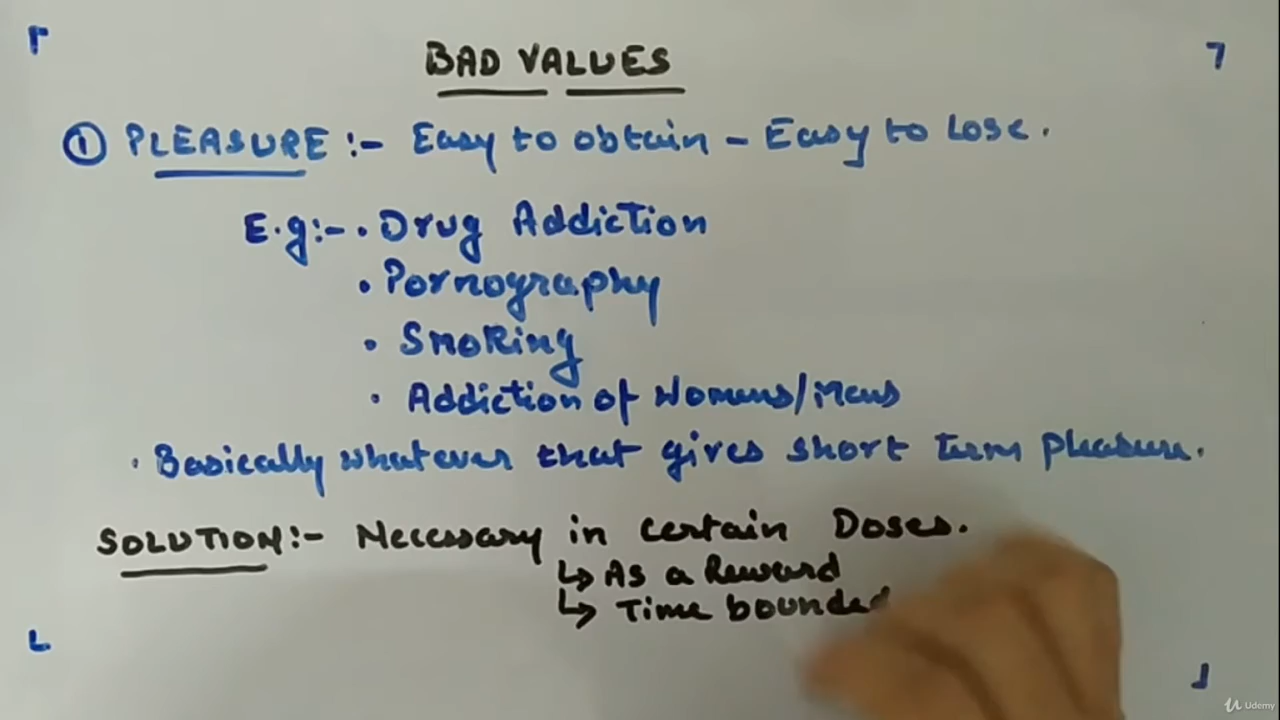 BAD VALUES
① PLEASURE :- Easy to obtain - Easy to Lose.
E.g:- • Drug Addiction
• Pornography
• Smoking
• Addiction of Womens/Mens
• Basically whatever that gives short term pleasure.
SOLUTION:- Necessary in certain Doses.
↳ As a Reward
↳ Time bounded
Udemy